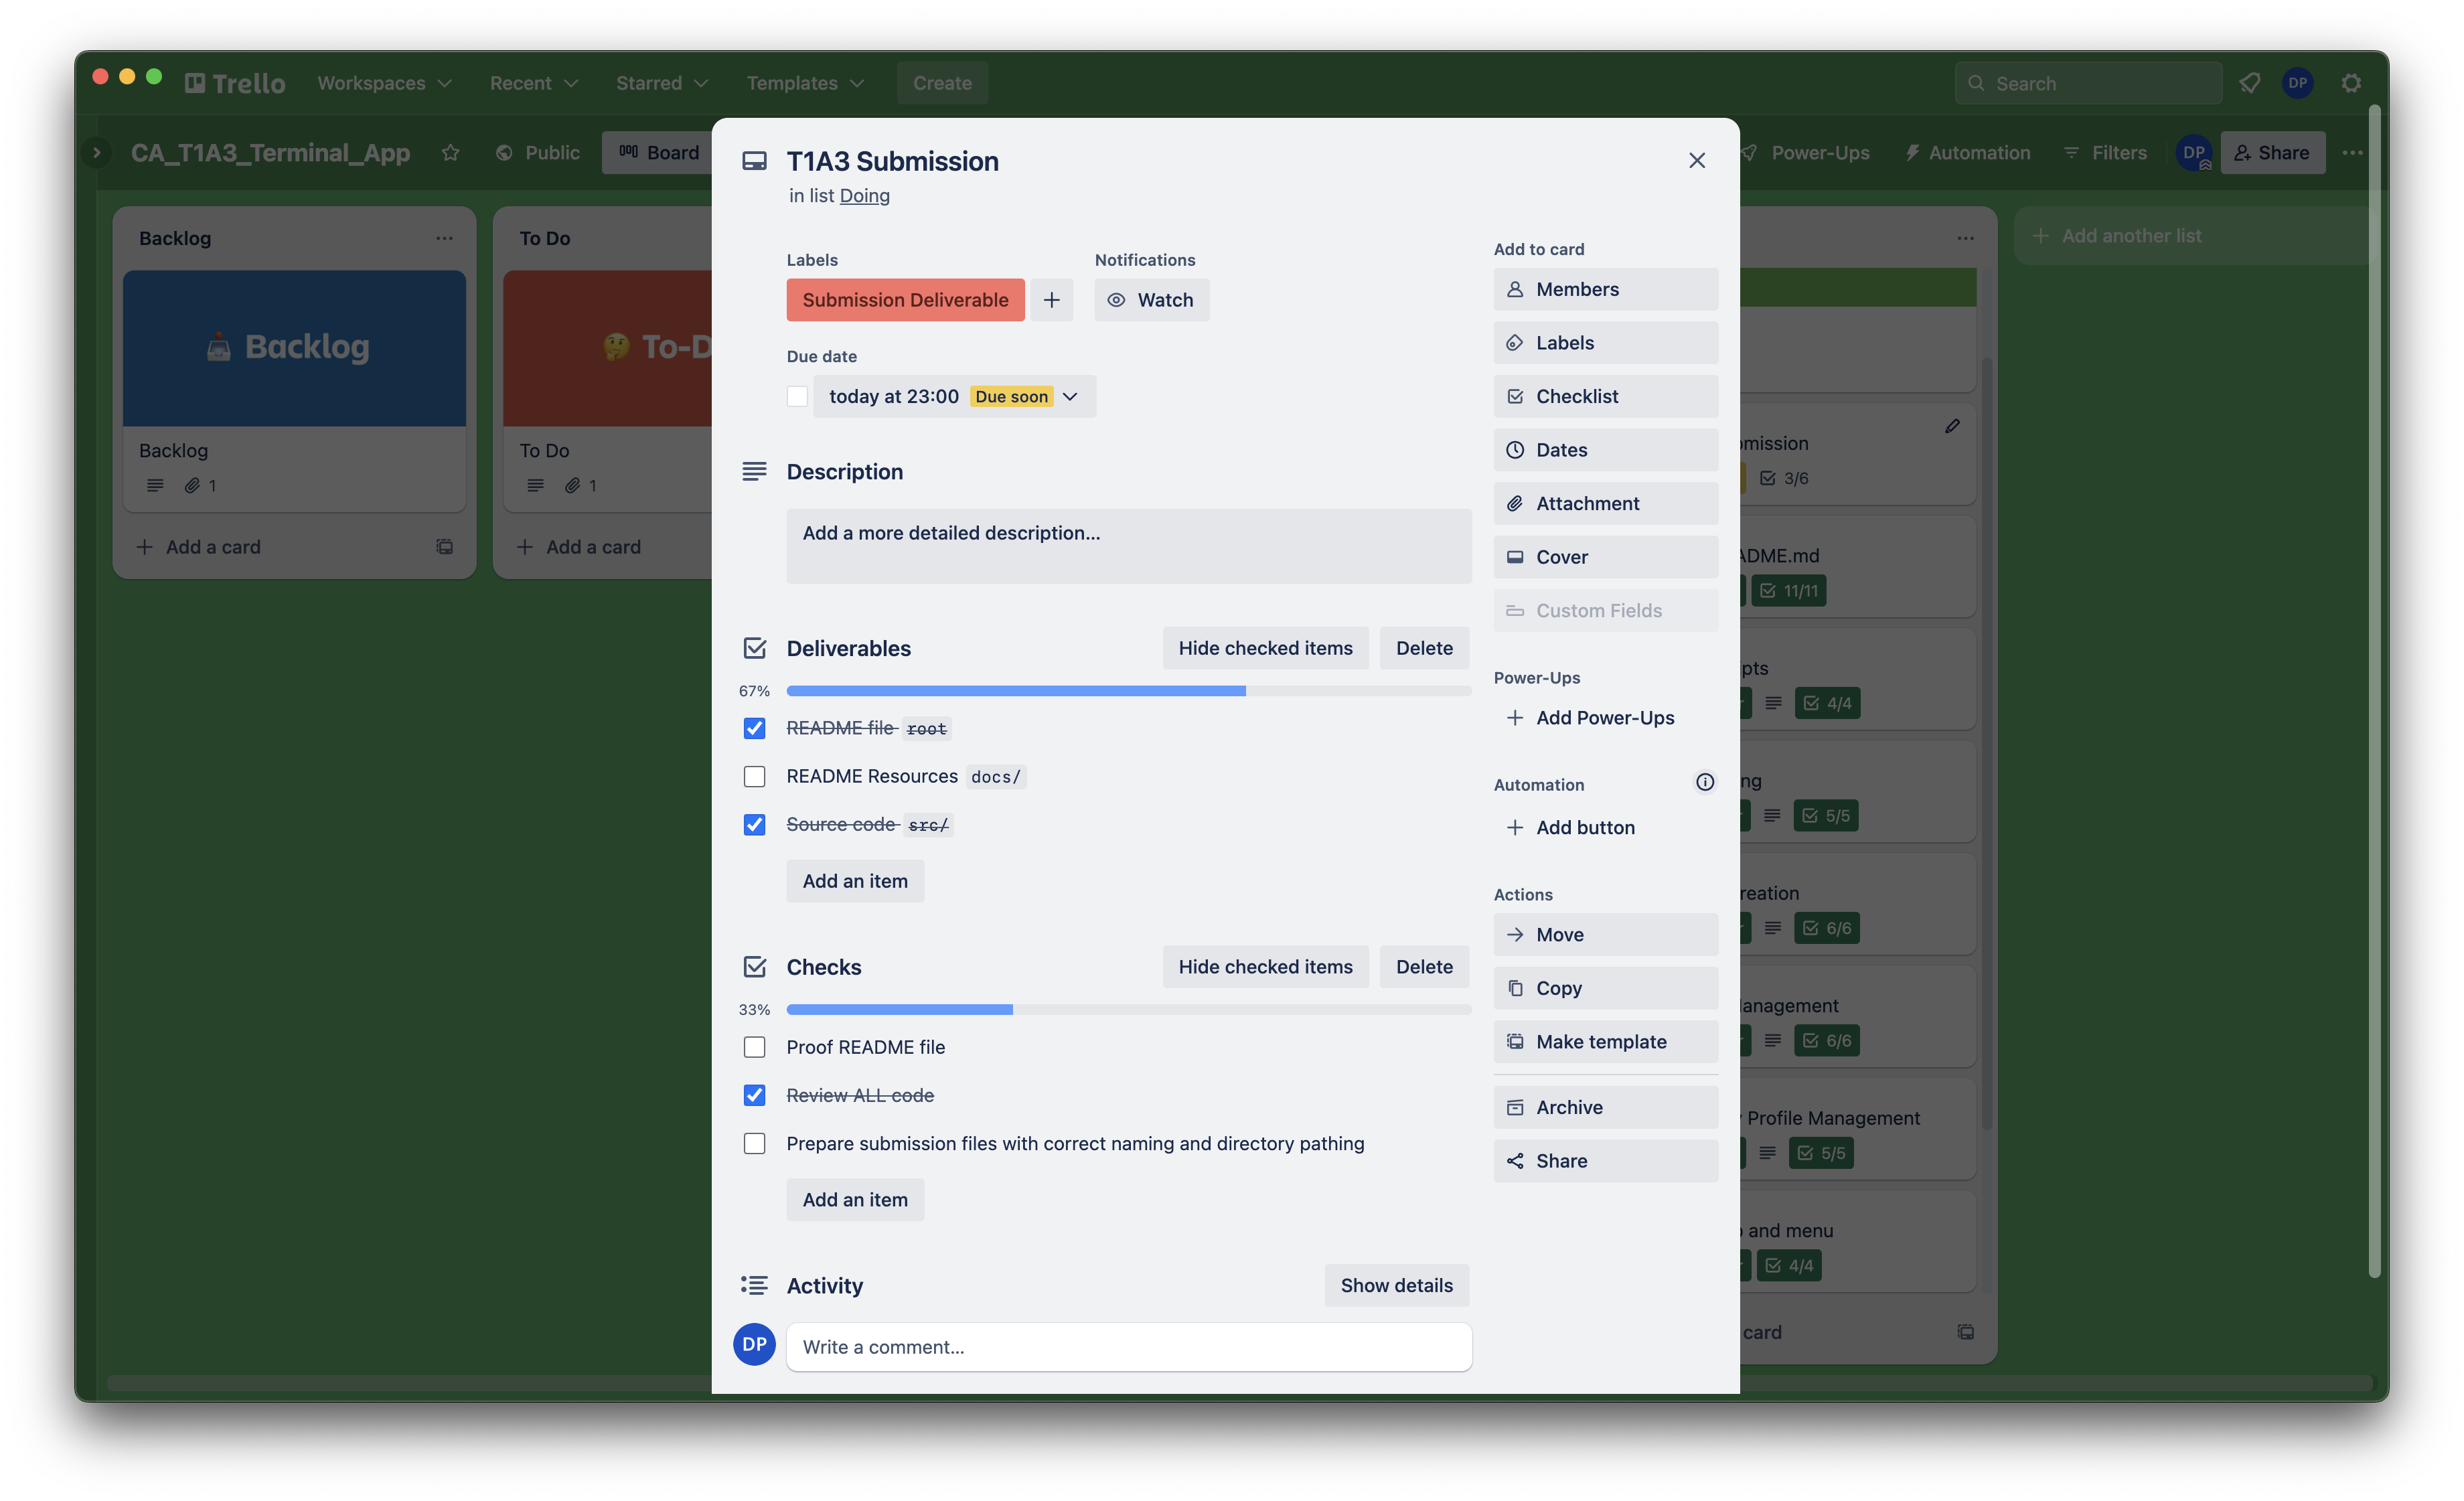 Trello
Workspaces
Recent
Starred
Templates
Create
Search
DP
CA_T1A3_Terminal_App
Public
Board
Power-Ups
Automation
Filters
DP
Share
Backlog
Backlog
Backlog
1
Add a card
To Do
To-D
To Do
1
Add a card
T1A3 Submission
in list Doing
Labels
Submission Deliverable
Notifications
Watch
Due date
today at 23:00 Due soon
Description
Add a more detailed description...
Deliverables
Hide checked items
Delete
67%
README file root
README Resources docs/
Source code src/
Add an item
Checks
Hide checked items
Delete
33%
Proof README file
Review ALL code
Prepare submission files with correct naming and directory pathing
Add an item
Activity
Show details
DP
Write a comment...
Add to card
Members
Labels
Checklist
Dates
Attachment
Cover
Custom Fields
Power-Ups
Add Power-Ups
Automation
Add button
Actions
Move
Copy
Make template
Archive
Share
mission
3/6
ADME.md
11/11
pts
4/4
ng
5/5
reation
6/6
anagement
6/6
Profile Management
5/5
and menu
4/4
card
Add another list